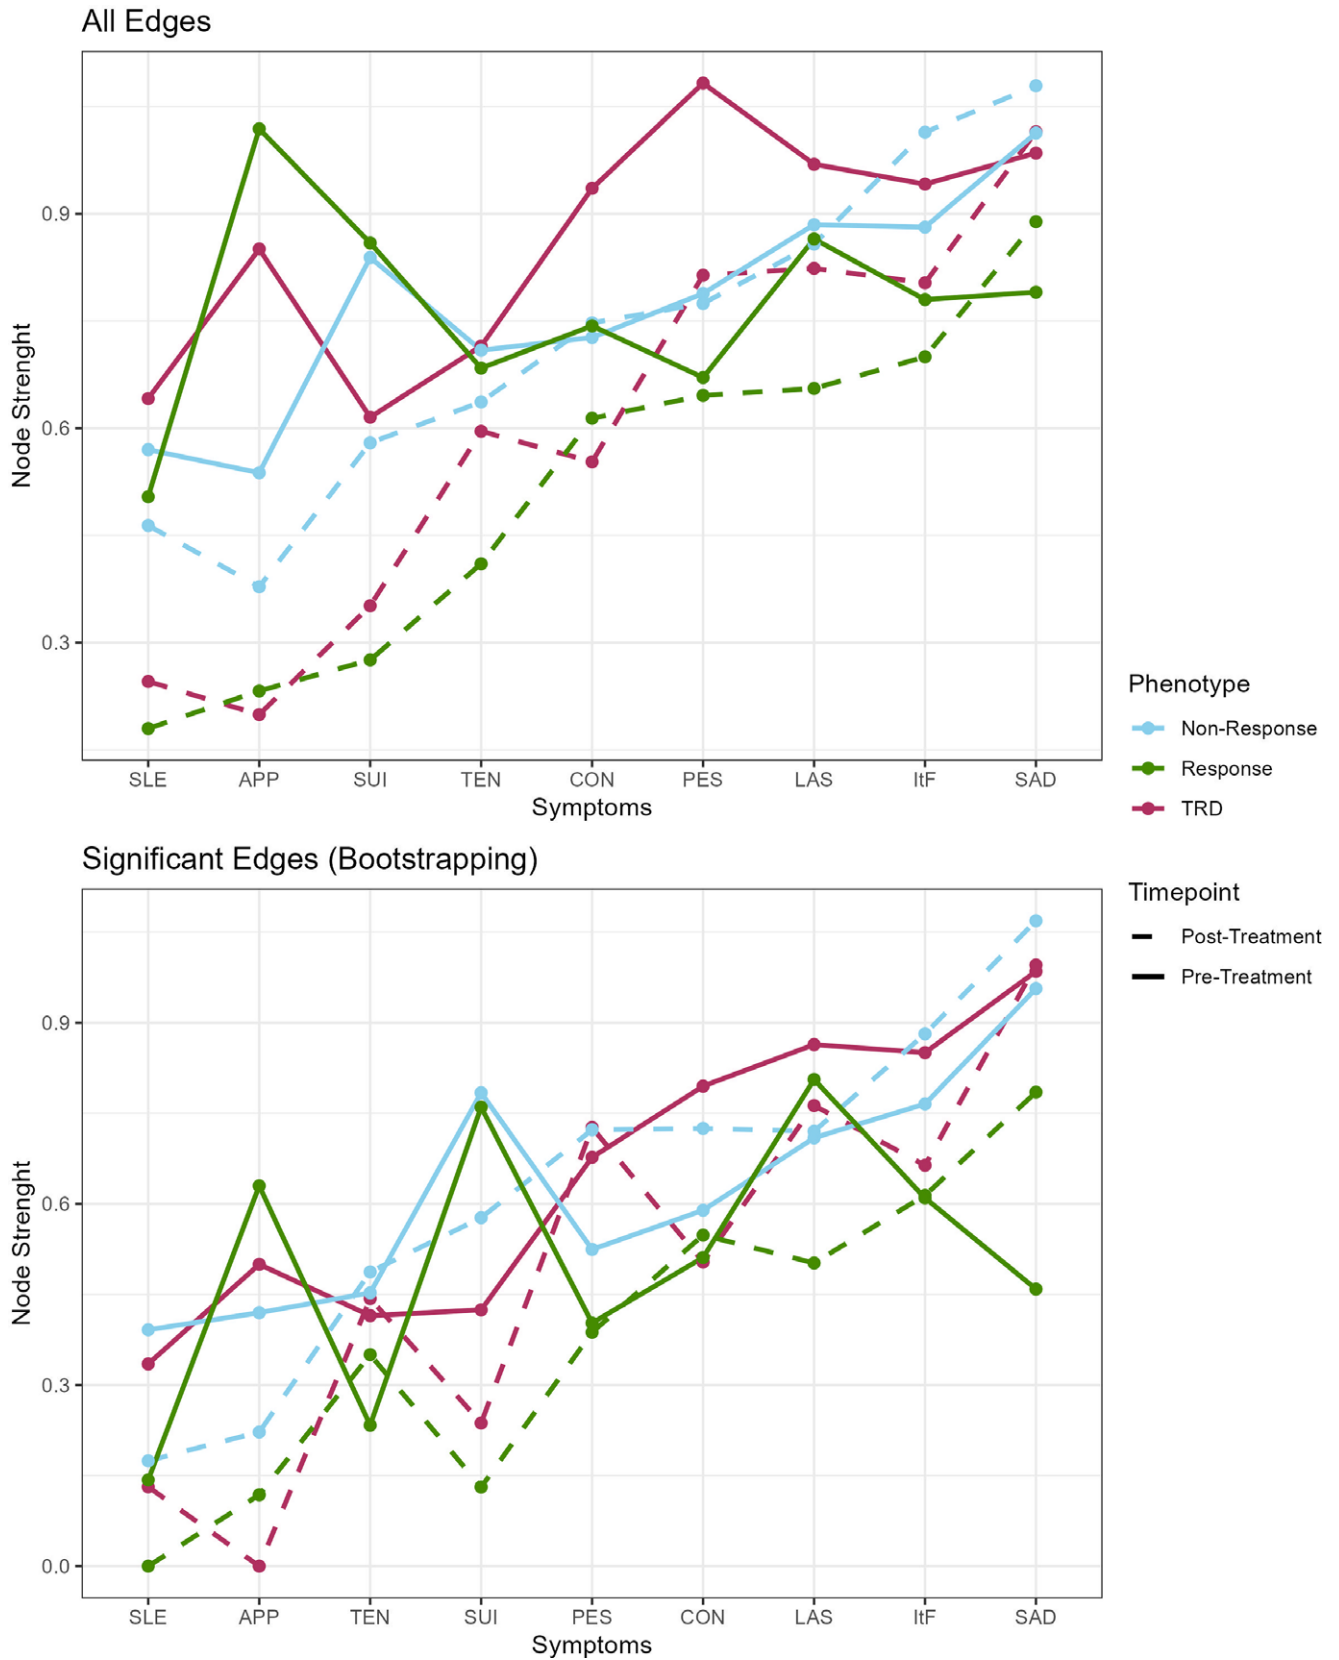 All Edges
Node Strenght
0.9
0.6
0.3
SLE APP SUI TEN CON PES LAS ItF SAD
Symptoms
Phenotype
Non-Response
Response
TRD
Timepoint
Post-Treatment
Pre-Treatment
Significant Edges (Bootstrapping)
Node Strenght
0.9
0.6
0.3
0.0
SLE APP TEN SUI PES CON LAS ItF SAD
Symptoms